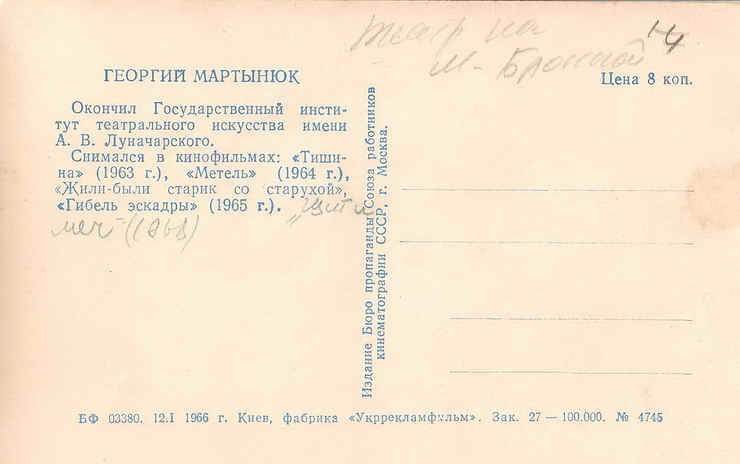 театр на
м. Бронной
14
ГЕОРГИЙ МАРТЫНЮК
Цена 8 коп.
Окончил Государственный инсти-
тут театрального искусства имени
А. В. Луначарского.
Снимался в кинофильмах: «Тиши-
на» (1963 г.), «Метель» (1964 г.),
«Жили-были старик со старухой»,
«Гибель эскадры» (1965 г.). „Щит и
меч" (1968)
Издание Бюро пропаганды Союза работников
кинематографии СССР, г. Москва.
БФ 03380. 12.I 1966 г. Киев, фабрика «Укррекламфильм». Зак. 27 — 100.000. № 4745